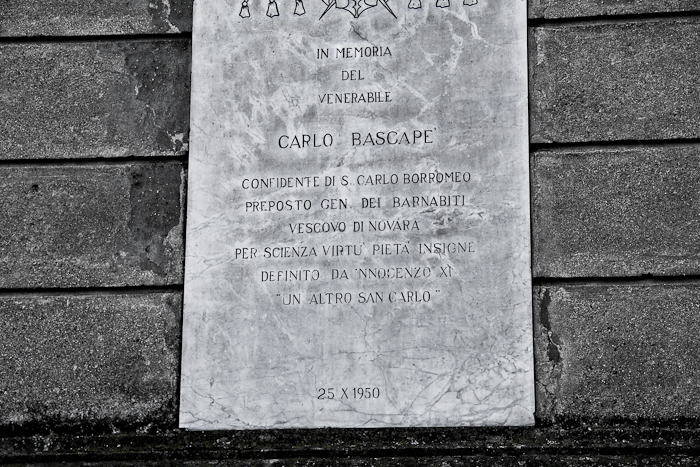 IN MEMORIA
DEL
VENERABILE
CARLO BASCAPE'
CONFIDENTE DI S. CARLO BORROMEO
PREPOSTO GEN. DEI BARNABITI
VESCOVO DI NOVARA
PER SCIENZA VIRTU' PIETA' INSIGNE
DEFINITO DA 'NNOCENZO XI
"UN ALTRO SAN CARLO"
25 X 1950